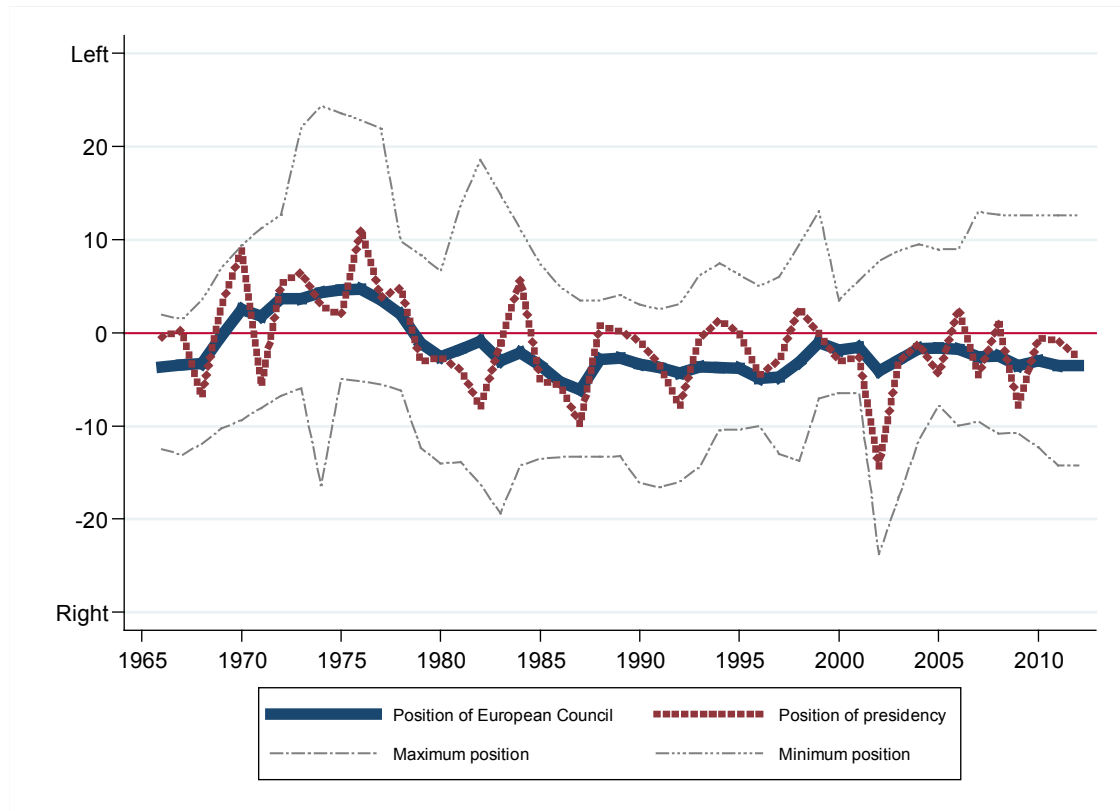 Left
20
10
0
-10
-20
Right
1965 1970 1975 1980 1985 1990 1995 2000 2005 2010
Position of European Council Position of presidency
Maximum position Minimum position